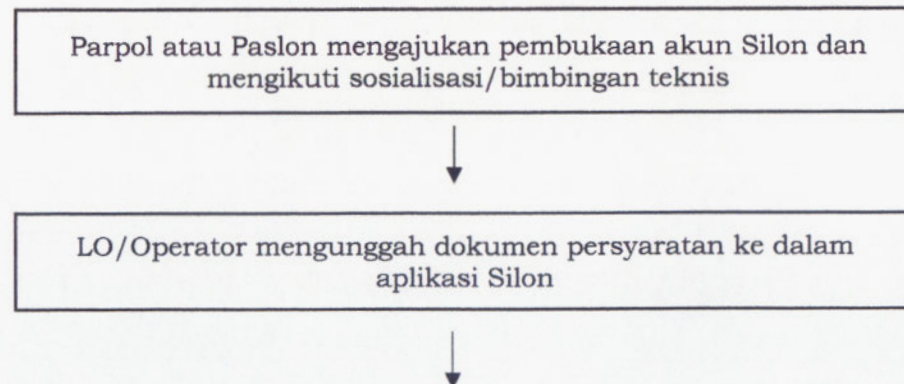 Parpol atau Paslon mengajukan pembukaan akun Silon dan
mengikuti sosialisasi/bimbingan teknis
LO/Operator mengunggah dokumen persyaratan ke dalam
aplikasi Silon